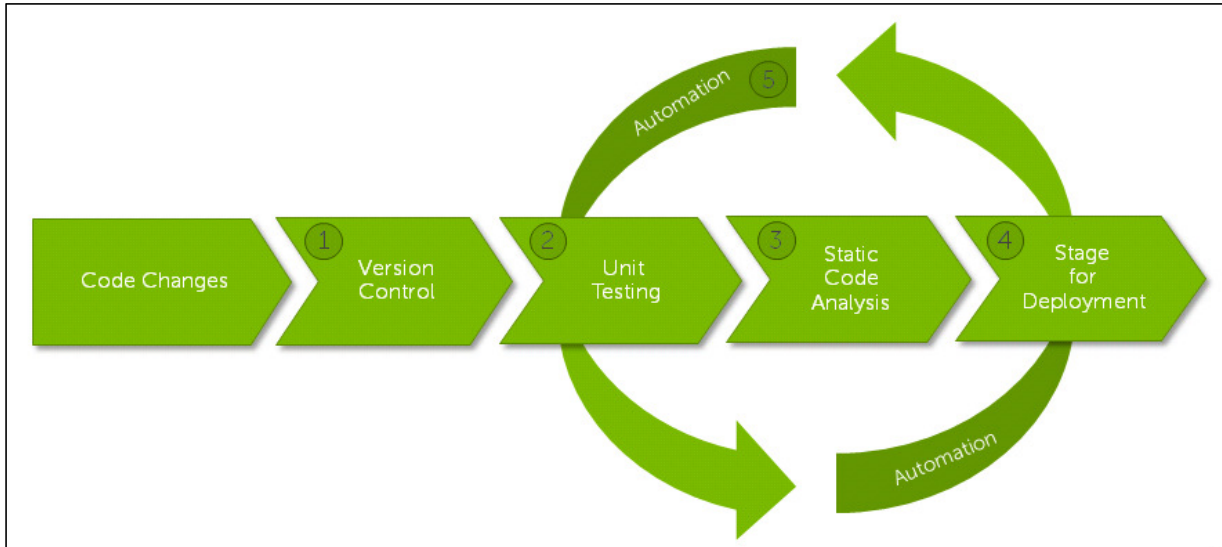 Automation
5
Code Changes
1
Version
Control
2
Unit
Testing
3
Static
Code
Analysis
4
Stage
for
Deployment
Automation